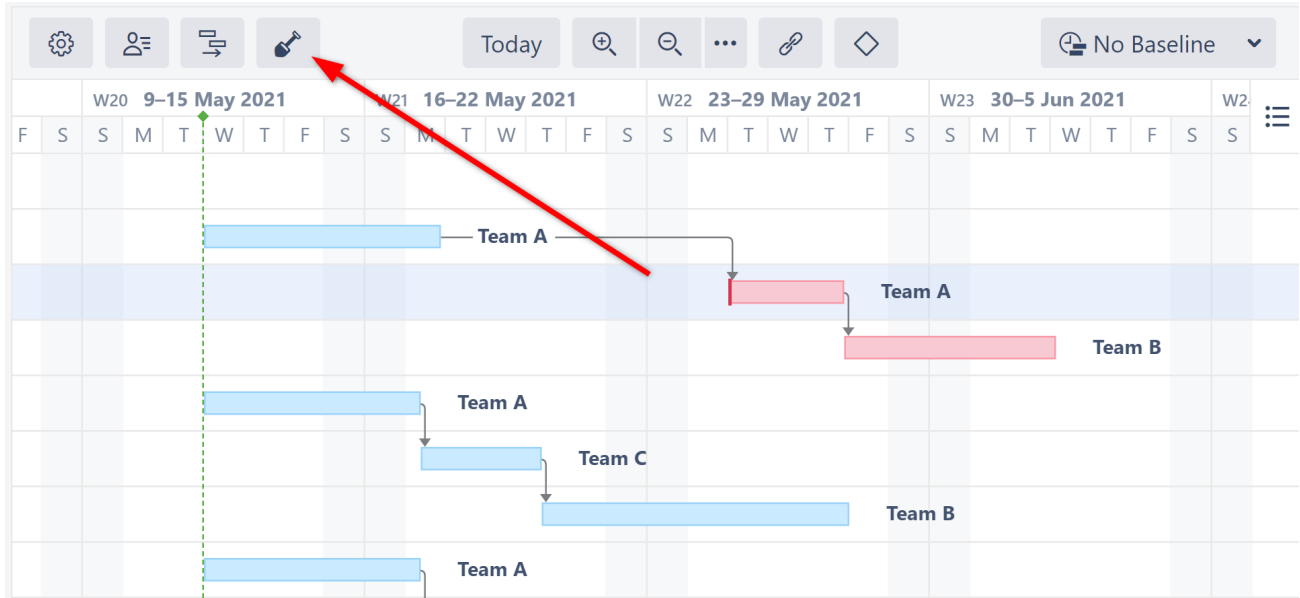 Today ••• No Baseline
W20 9–15 May 2021 W21 16–22 May 2021 W22 23–29 May 2021 W23 30–5 Jun 2021 W2
F S S M T W T F S S M T W T F S S M T W T F S S M T W T F S S
Team A
Team A
Team B
Team A
Team C
Team B
Team A